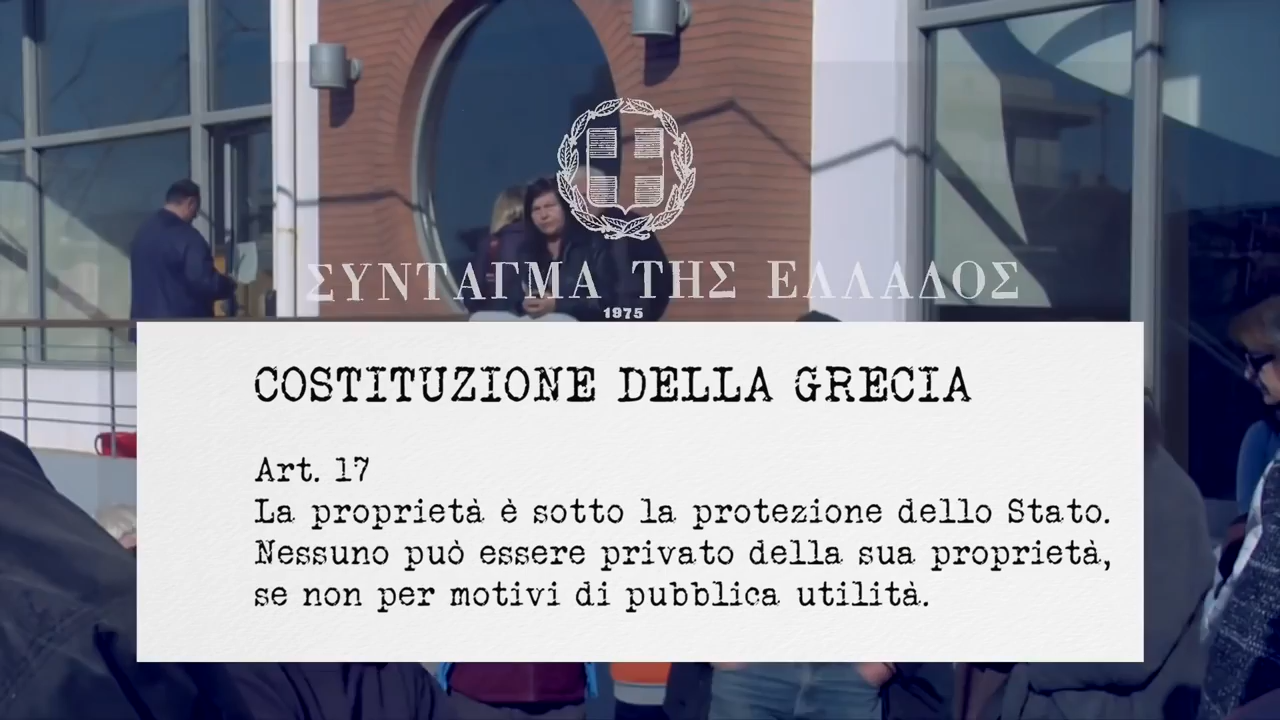 ΣΥΝΤΑΓΜΑ ΤΗΣ ΕΛΛΑΔΟΣ
1975
COSTITUZIONE DELLA GRECIA
Art. 17
La proprietà è sotto la protezione dello Stato.
Nessuno può essere privato della sua proprietà,
se non per motivi di pubblica utilità.